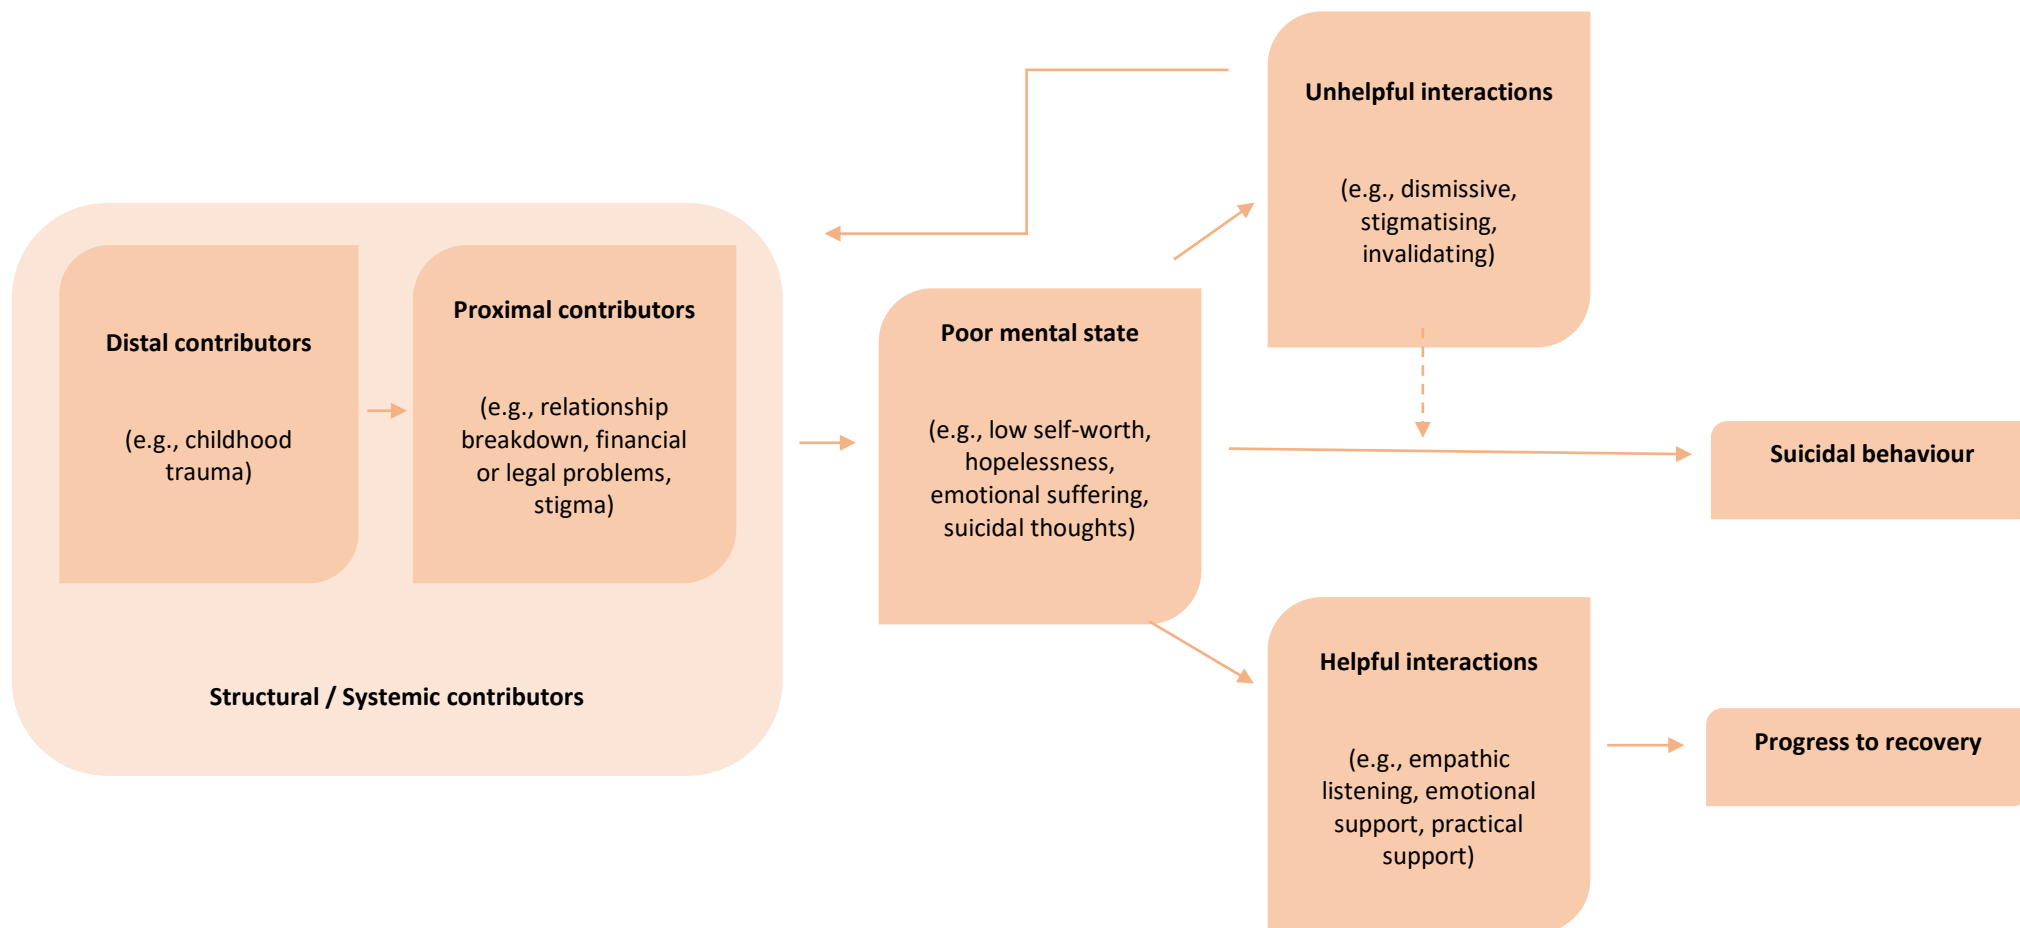 Distal contributors
(e.g., childhood
trauma)
Proximal contributors
(e.g., relationship
breakdown, financial
or legal problems,
stigma)
Structural / Systemic contributors
Poor mental state
(e.g., low self-worth,
hopelessness,
emotional suffering,
suicidal thoughts)
Unhelpful interactions
(e.g., dismissive,
stigmatising,
invalidating)
Suicidal behaviour
Helpful interactions
(e.g., empathic
listening, emotional
support, practical
support)
Progress to recovery